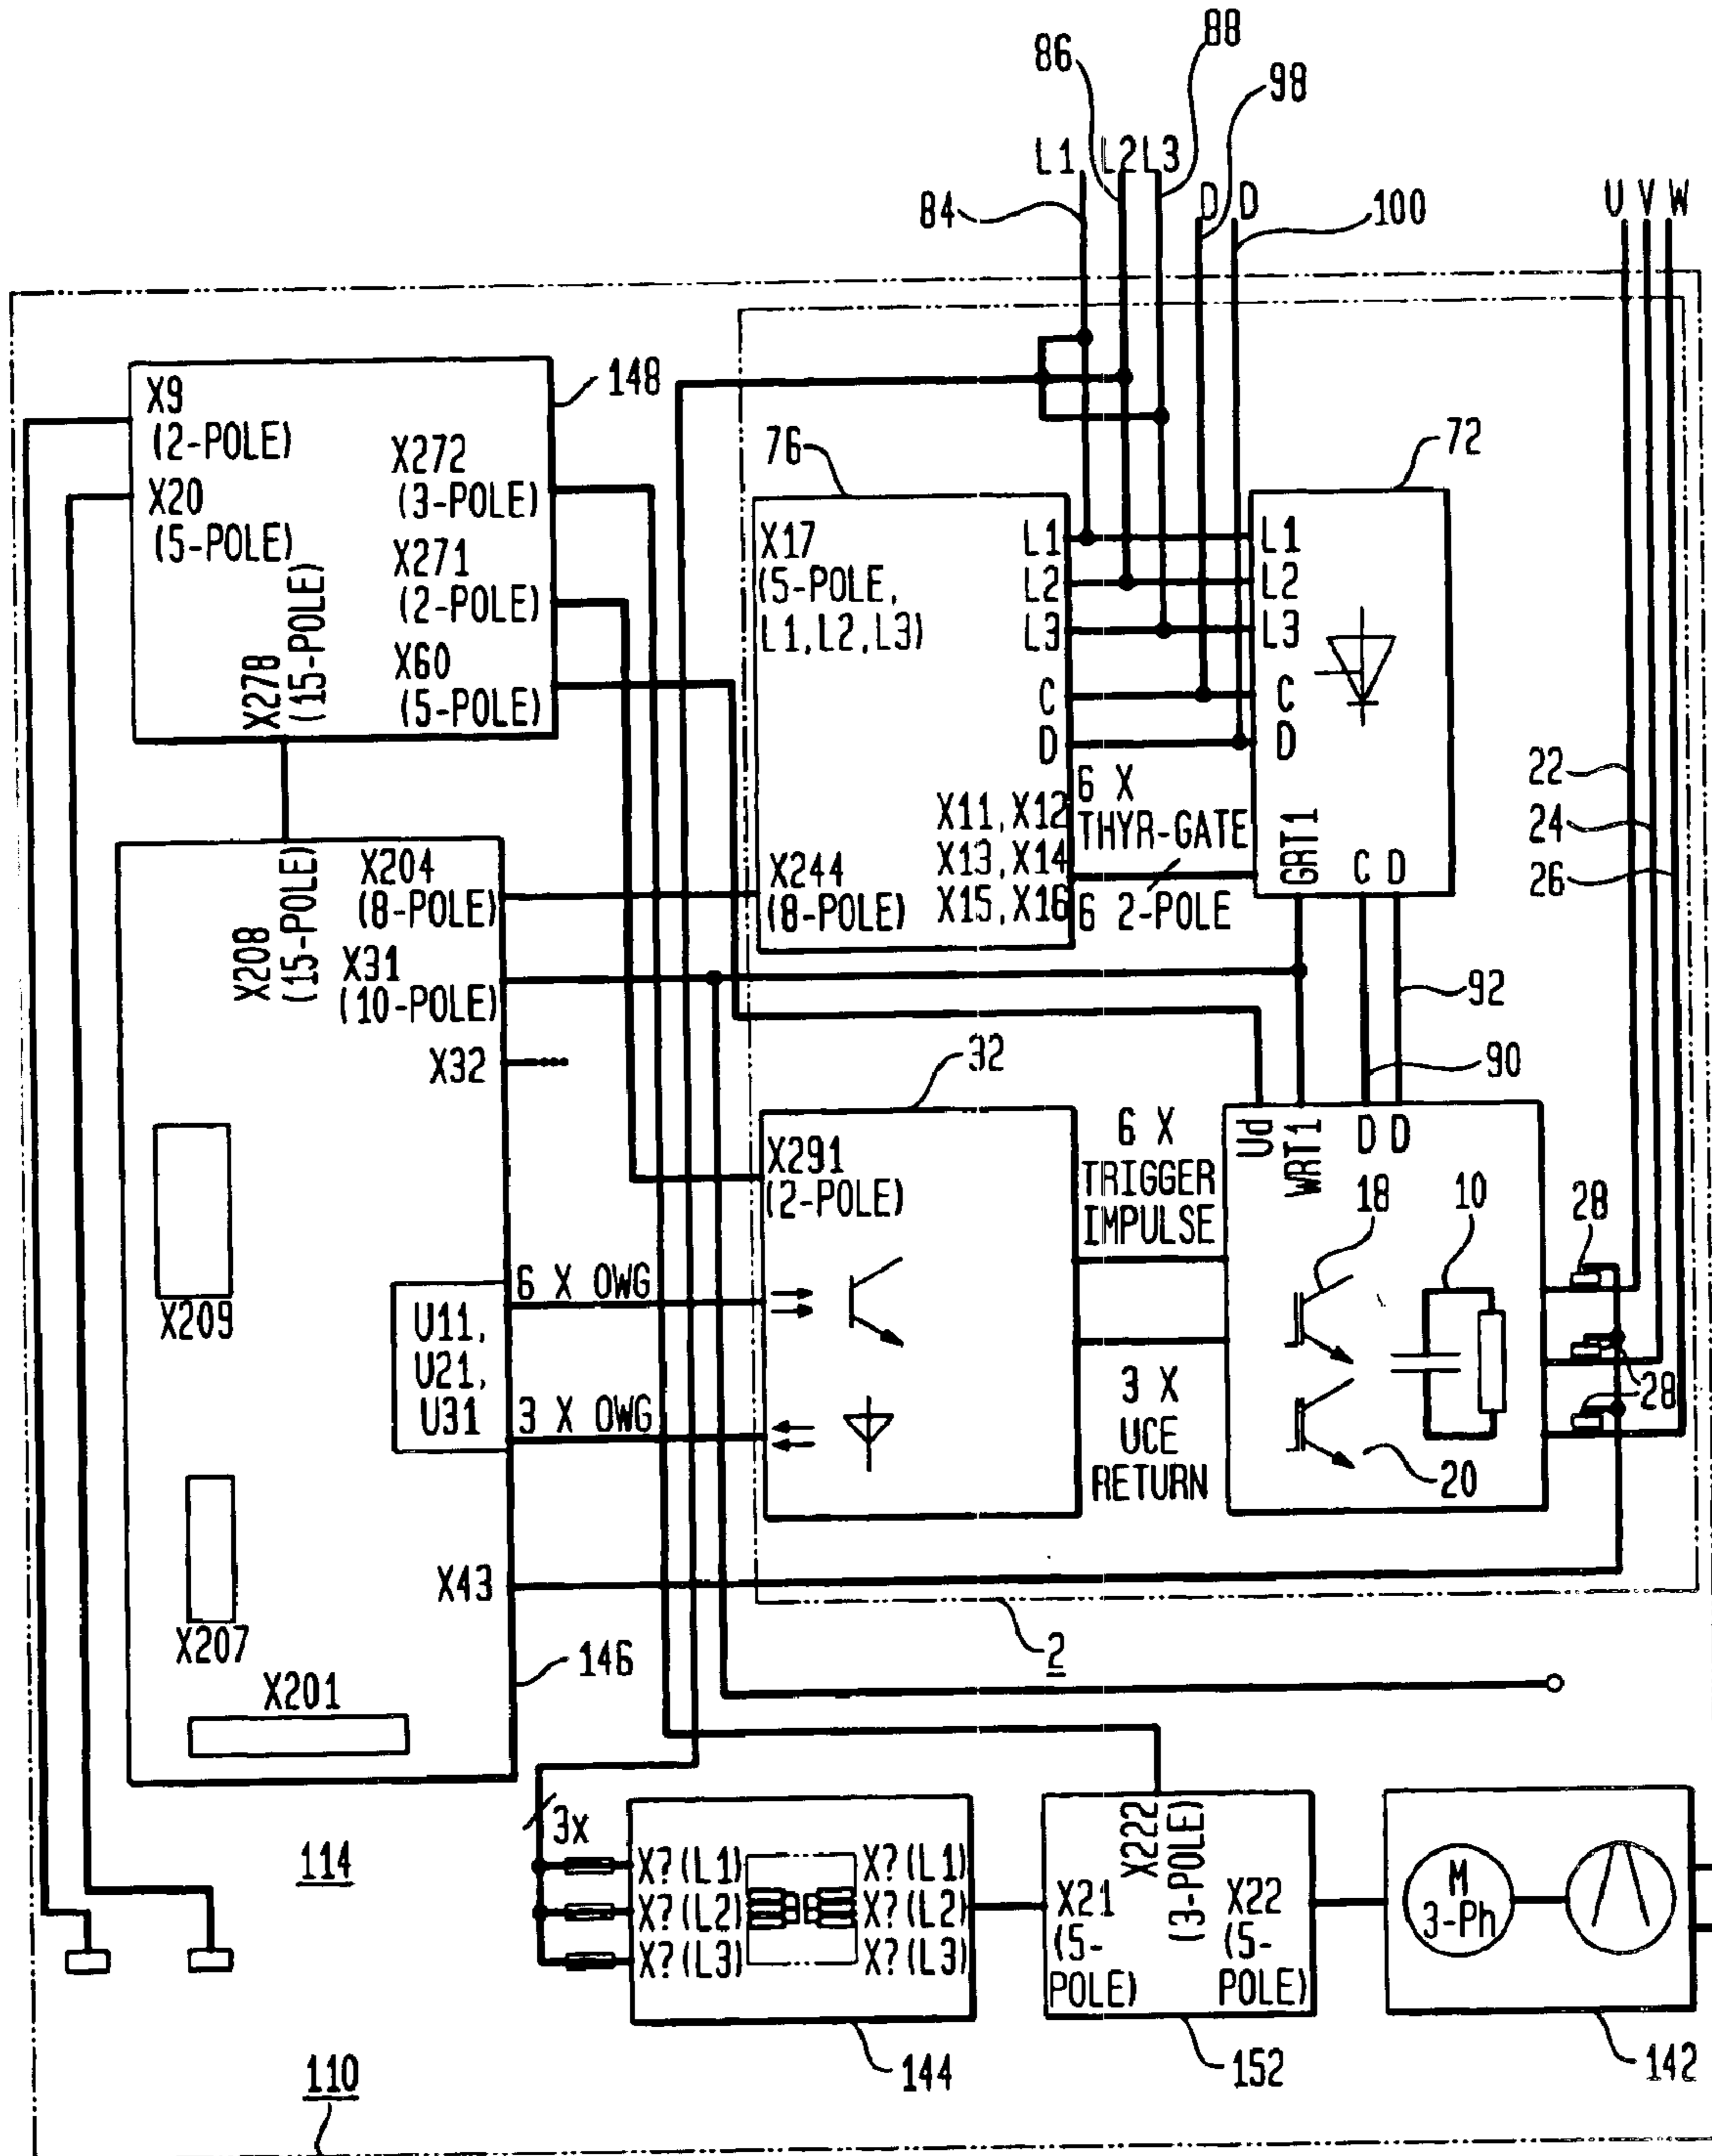 86
88
98
L1 L2 L3
84
D D
100
U V W
148
X9
(2-POLE)
X20
(5-POLE)
X272
(3-POLE)
X271
(2-POLE)
X60
(5-POLE)
X278
(15-POLE)
76
X17
(5-POLE,
L1, L2, L3)
L1
L2
L3
C
D
X11, X12
X13, X14
X15, X16
X244
(8-POLE)
6 X
THYR-GATE
6 2-POLE
72
L1
L2
L3
C
D
GRT1
C D
22
24
26
X208
(15-POLE)
X204
(8-POLE)
X31
(10-POLE)
X32
92
90
32
X291
(2-POLE)
6 X
TRIGGER
IMPULSE
3 X
UCE
RETURN
Ud
WRT1
D D
18
10
20
28
28
X209
6 X OWG
U11,
U21,
U31
3 X OWG
X43
X207
X201
146
2
114
3x
X?(L1)
X?(L2)
X?(L3)
X?(L1)
X?(L2)
X?(L3)
144
X222
(3-POLE)
X21
(5-
POLE)
X22
(5-
POLE)
152
M
3-Ph
142
110